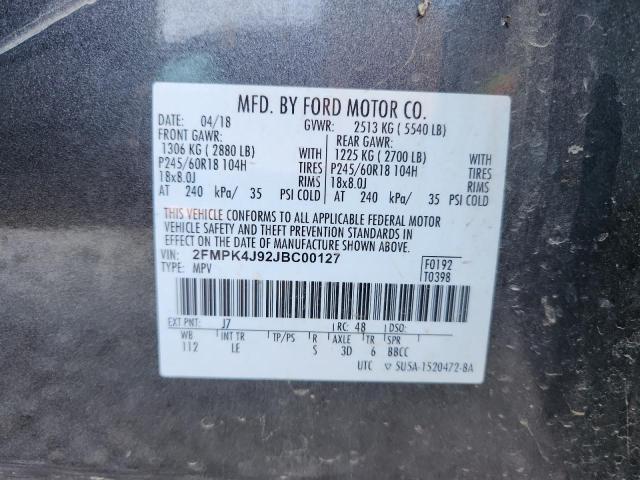 MFD. BY FORD MOTOR CO.
DATE: 04/18 GVWR: 2513 KG ( 5540 LB)
FRONT GAWR: REAR GAWR:
1306 KG ( 2880 LB) WITH 1225 KG ( 2700 LB) WITH
P245/60R18 104H TIRES P245/60R18 104H TIRES
18x8.0J RIMS 18x8.0J RIMS
AT 240 kPa/ 35 PSI COLD AT 240 kPa/ 35 PSI COLD
THIS VEHICLE CONFORMS TO ALL APPLICABLE FEDERAL MOTOR
VEHICLE SAFETY AND THEFT PREVENTION STANDARDS IN
EFFECT ON THE DATE OF MANUFACTURE SHOWN ABOVE.
VIN: 2FMPK4J92JBC00127 F0192
TYPE: MPV T0398
EXT PNT: J7 RC: 48 DSO:
WB INT TR TP/PS R AXLE TR SPR
112 LE S 3D 6 BBCC
UTC ▽ SU5A-1520472-8A